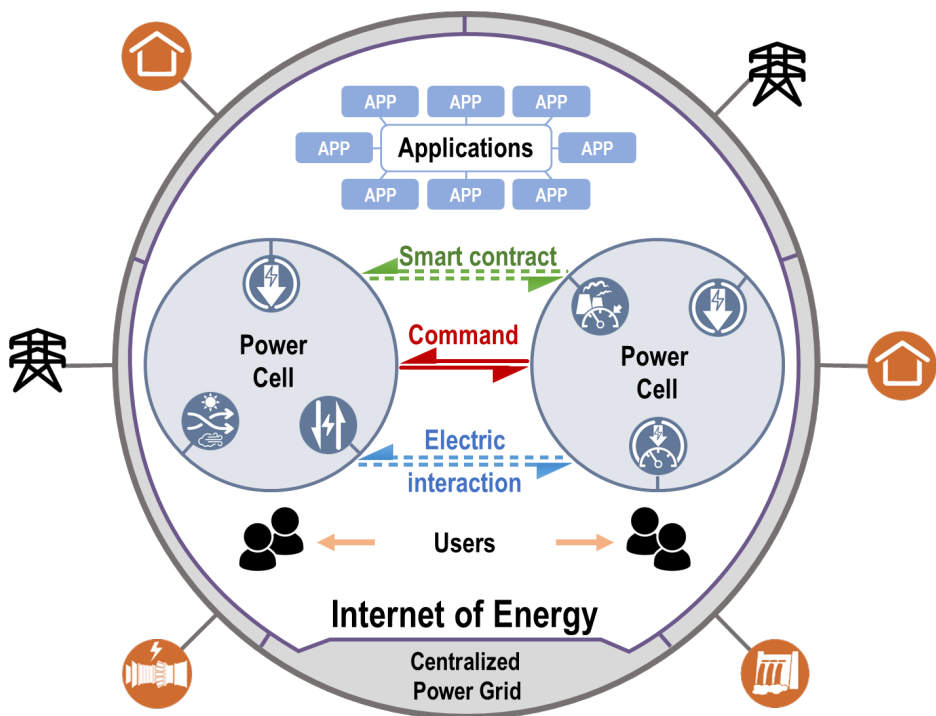 APP APP APP
APP Applications APP
APP APP APP
Smart contract
Power
Cell
Command
Power
Cell
Electric
interaction
Users
Internet of Energy
Centralized
Power Grid